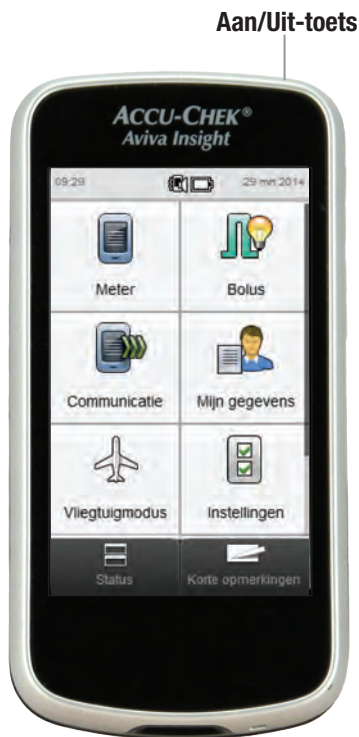 Aan/Uit-toets
ACCU-CHEK®
Aviva Insight
09:29 29 mrt 2014
Meter Bolus
Communicatie Mijn gegevens
Vliegtuigmodus Instellingen
Status Korte opmerkingen